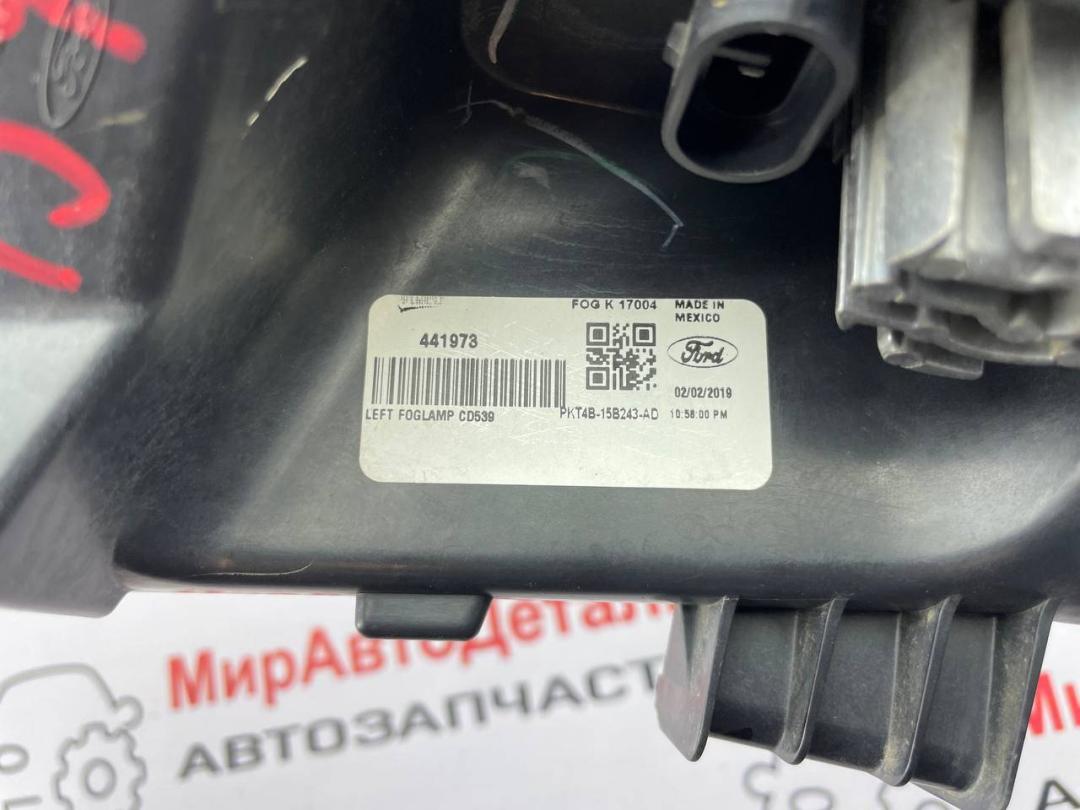 FOG K 17004
MADE IN
MEXICO
441973
Ford
02/02/2019
LEFT FOGLAMP CD539
PKT4B-15B243-AD
10:58:00 PM
МирАвтоДетал
АВТОЗАПЧАСТ